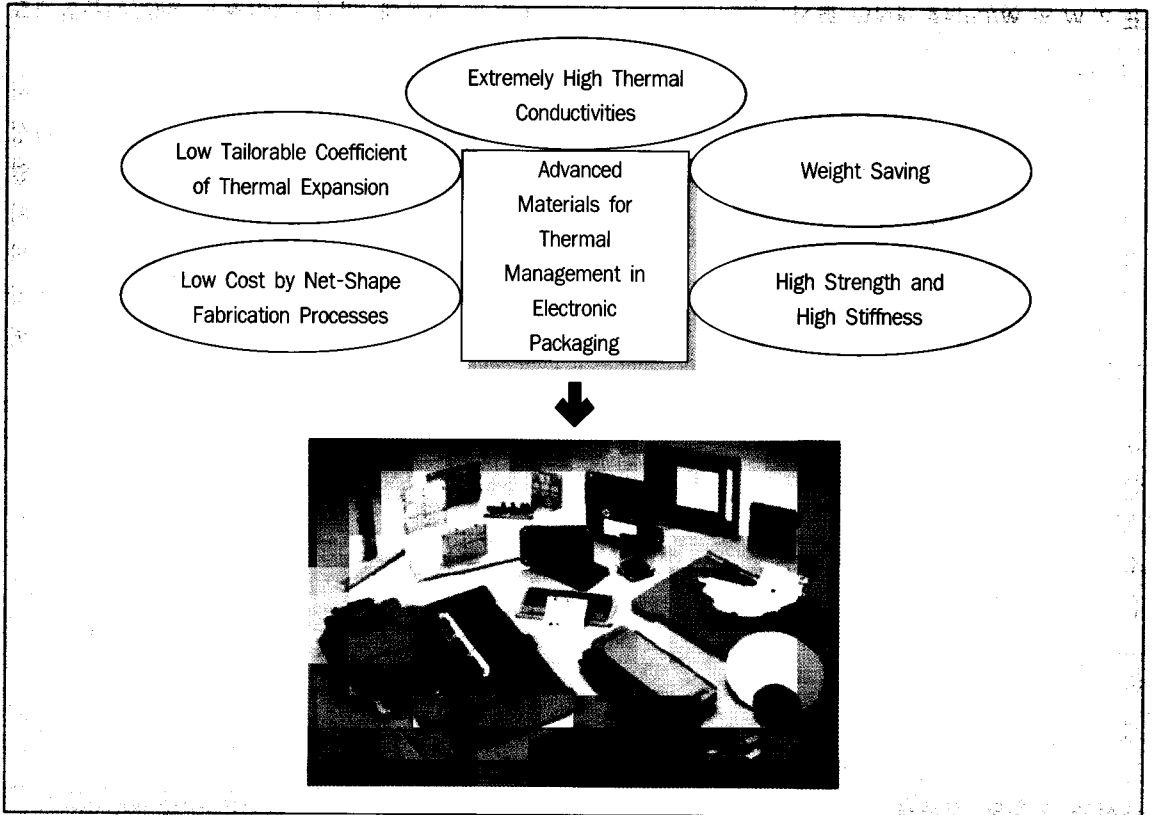 Extremely High Thermal
Conductivities
Low Tailorable Coefficient
of Thermal Expansion
Weight Saving
Low Cost by Net-Shape
Fabrication Processes
High Strength and
High Stiffness
Advanced
Materials for
Thermal
Management in
Electronic
Packaging